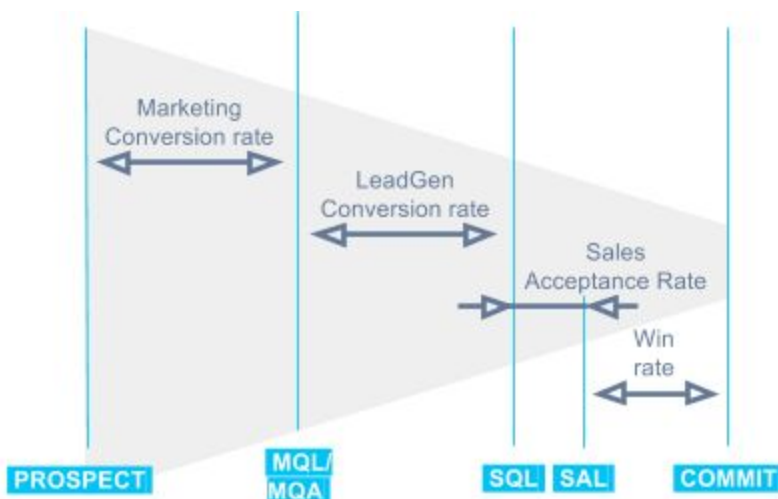 Marketing
Conversion rate
LeadGen
Conversion rate
Sales
Acceptance Rate
Win
rate
PROSPECT
MQL/
MQA
SQL
SAL
COMMIT